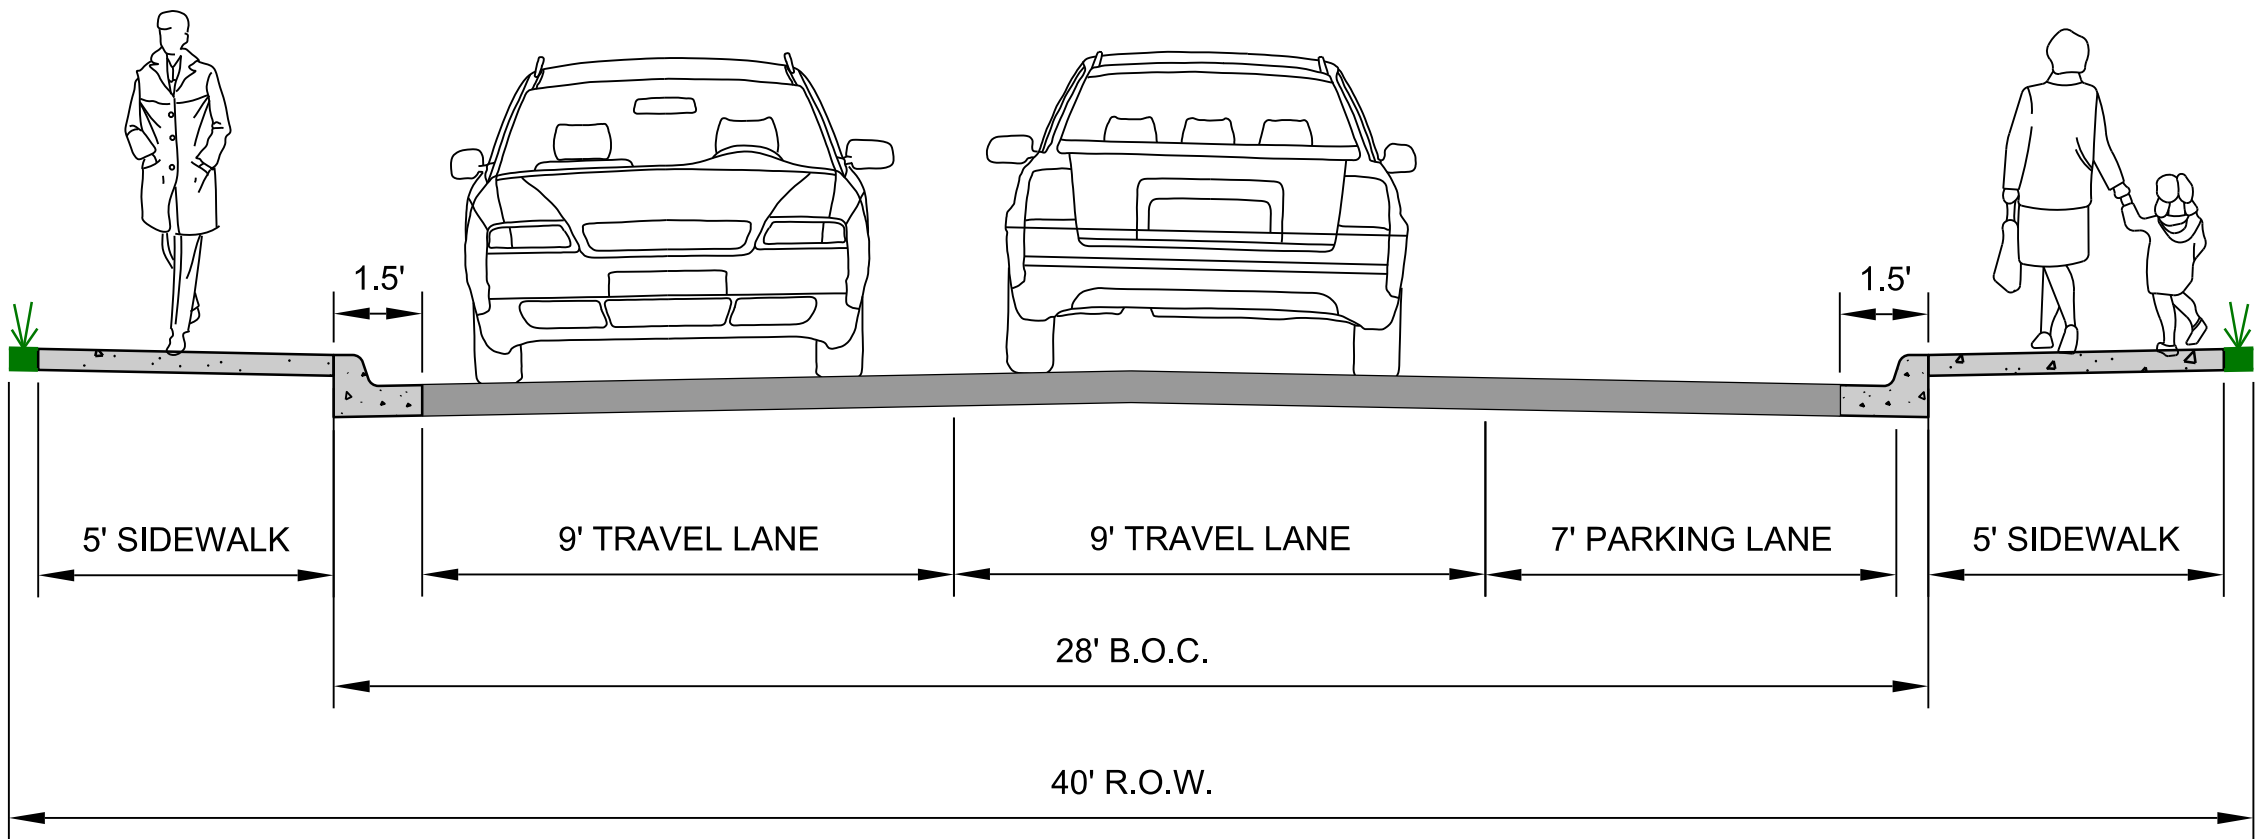 1.5'
1.5'
5' SIDEWALK
9' TRAVEL LANE
9' TRAVEL LANE
7' PARKING LANE
5' SIDEWALK
28' B.O.C.
40' R.O.W.